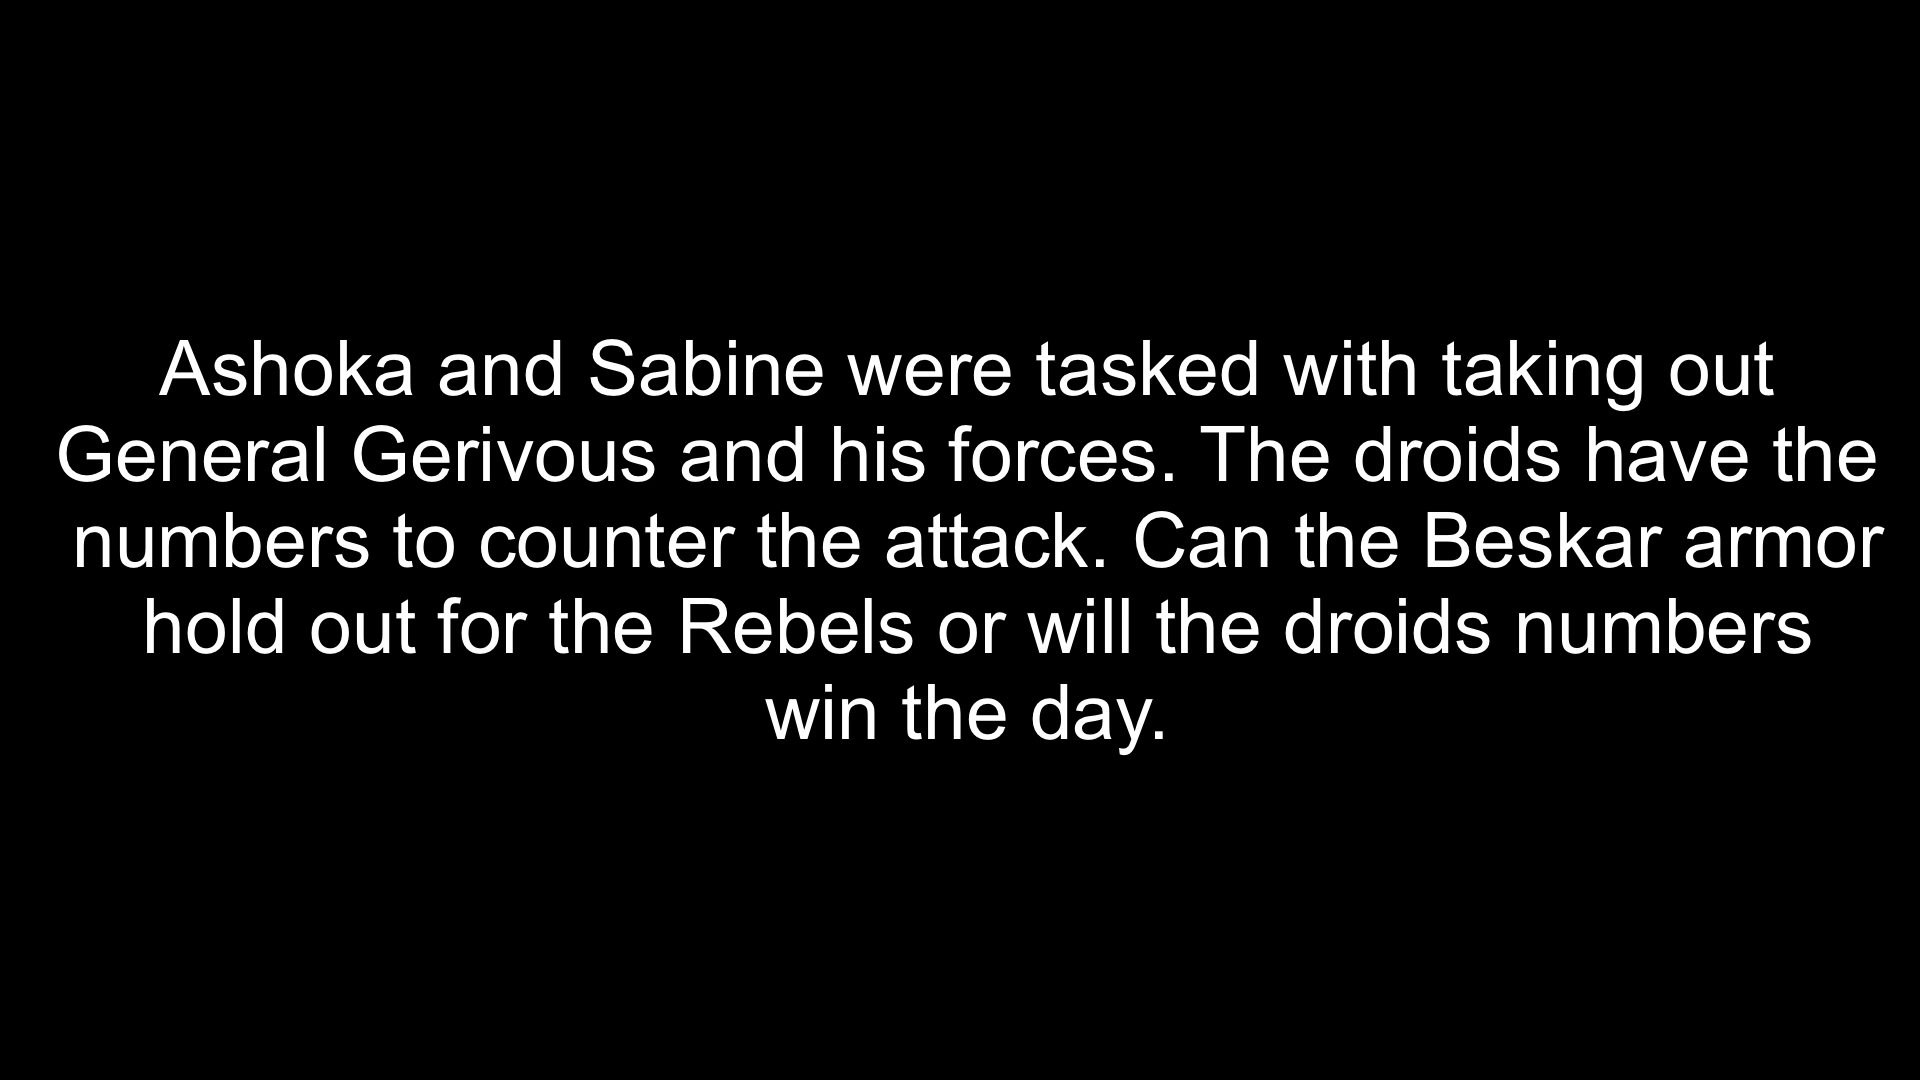 Ashoka and Sabine were tasked with taking out
General Gerivous and his forces. The droids have the
numbers to counter the attack. Can the Beskar armor
hold out for the Rebels or will the droids numbers
win the day.